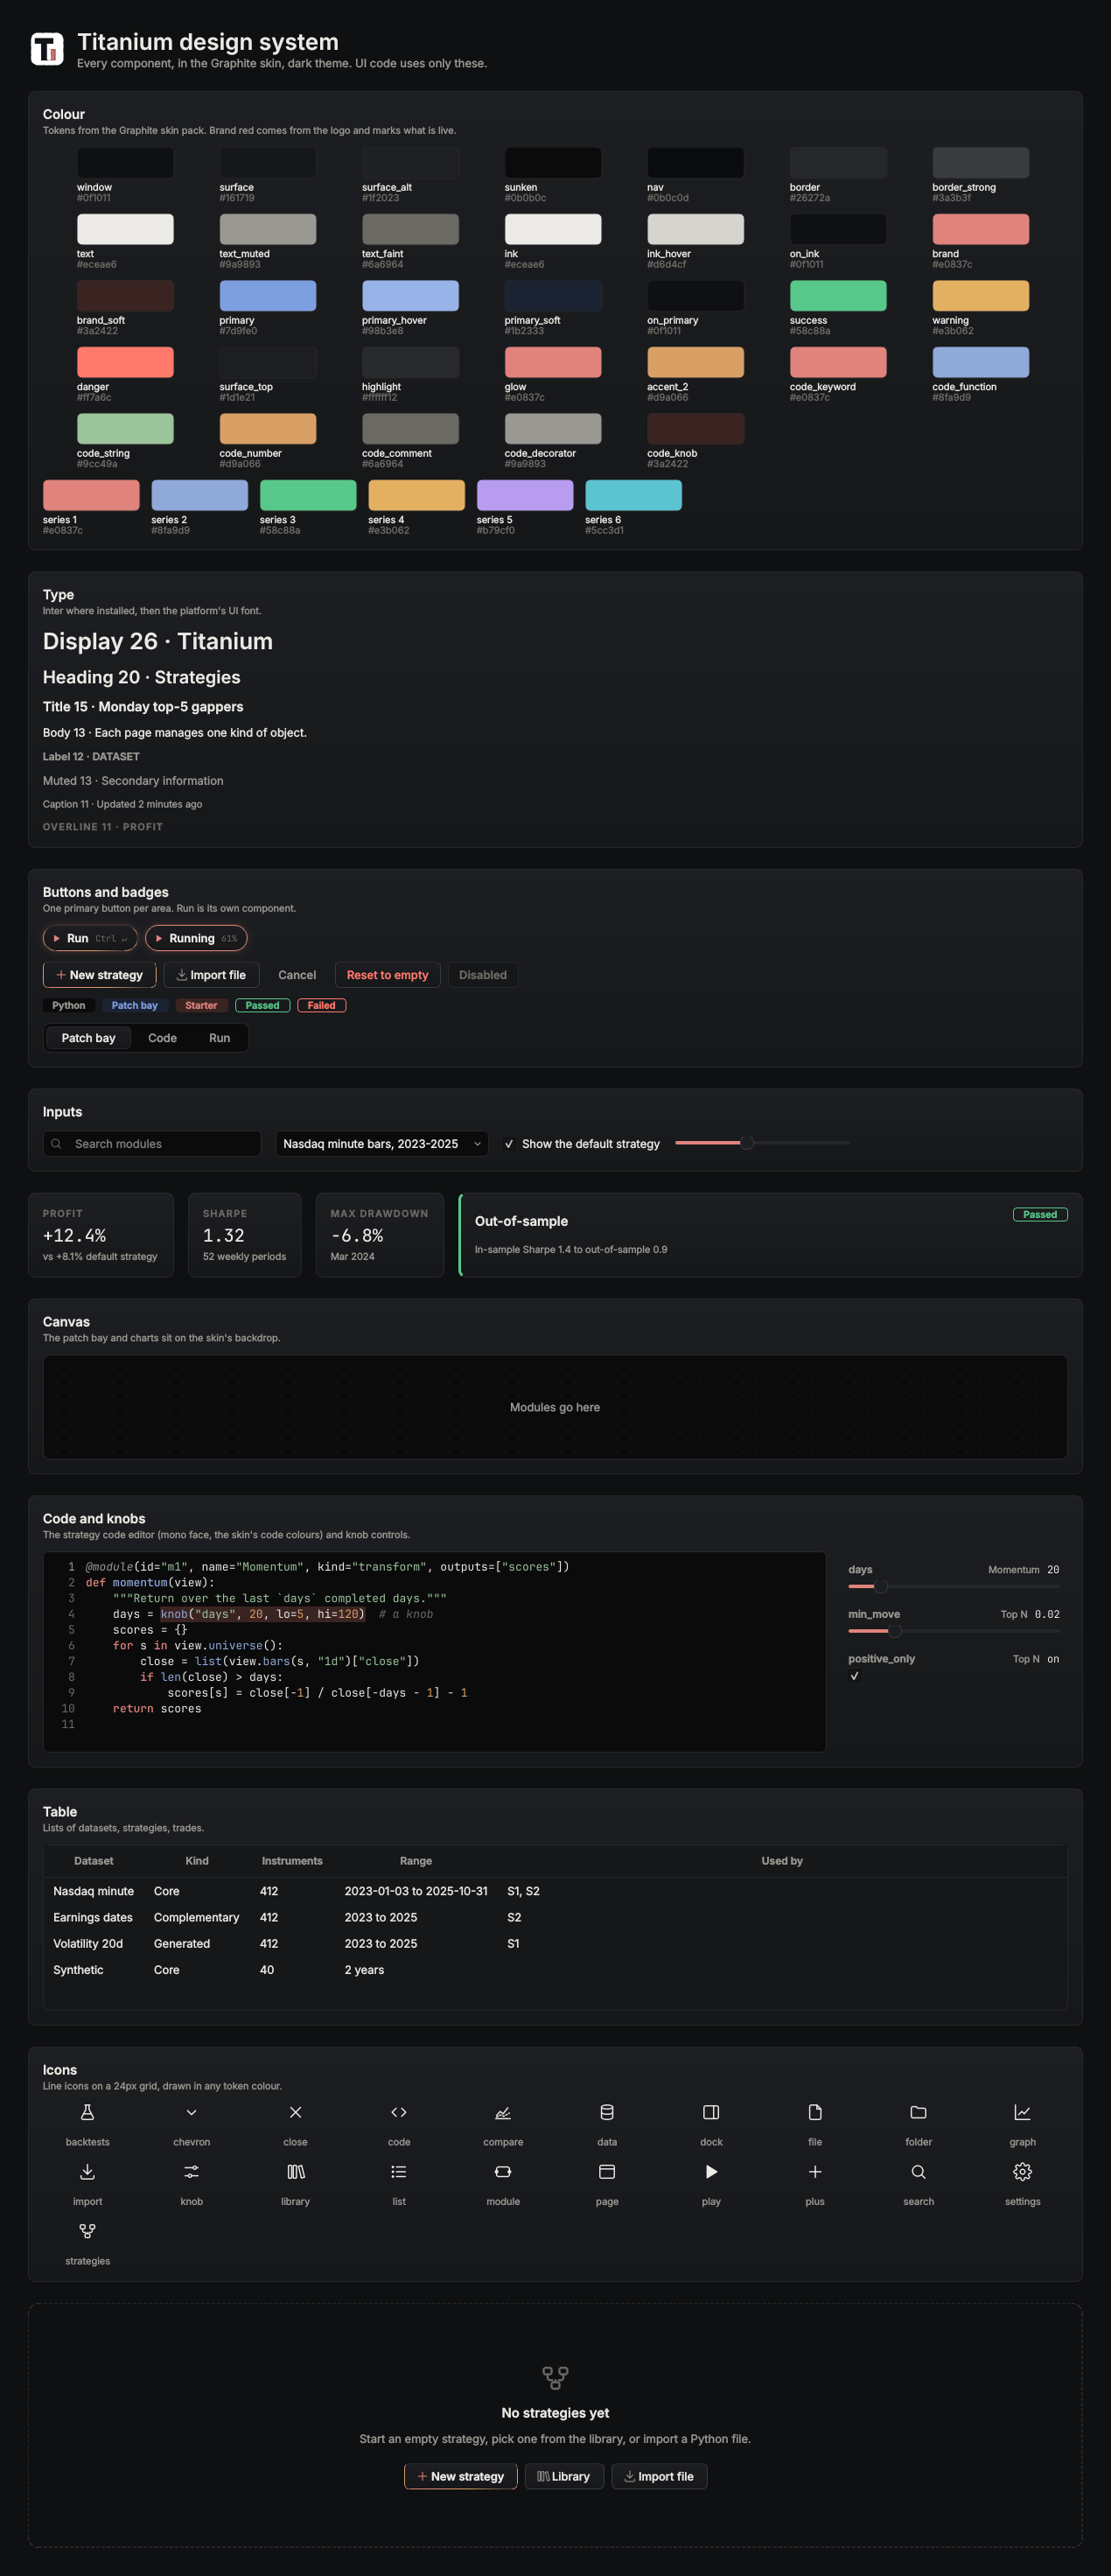 Titanium design system
Every component, in the Graphite skin, dark theme. UI code uses only these.
Colour
Tokens from the Graphite skin pack. Brand red comes from the logo and marks what is live.
window surface surface_alt sunken nav border border_strong
#0f1011 #161719 #1f2023 #0b0b0c #0b0c0d #26272a #3a3b3f
text text_muted text_faint ink ink_hover on_ink brand
#eceae6 #9a9893 #6a6964 #eceae6 #d6d4cf #0f1011 #e0837c
brand_soft primary primary_hover primary_soft on_primary success warning
#3a2422 #7d9fe0 #98b3e8 #1b2333 #0f1011 #58c88a #e3b062
danger surface_top highlight glow accent_2 code_keyword code_function
#ff7a6c #1d1e21 #ffffff12 #e0837c #d9a066 #e0837c #8fa9d9
code_string code_number code_comment code_decorator code_knob
#9cc49a #d9a066 #6a6964 #9a9893 #3a2422
series 1 series 2 series 3 series 4 series 5 series 6
#e0837c #8fa9d9 #58c88a #e3b062 #b79cf0 #5cc3d1
Type
Inter where installed, then the platform's UI font.
Display 26 · Titanium
Heading 20 · Strategies
Title 15 · Monday top-5 gappers
Body 13 · Each page manages one kind of object.
Label 12 · DATASET
Muted 13 · Secondary information
Caption 11 · Updated 2 minutes ago
OVERLINE 11 · PROFIT
Buttons and badges
One primary button per area. Run is its own component.
Run Ctrl ↵ Running 61%
New strategy Import file Cancel Reset to empty Disabled
Python Patch bay Starter Passed Failed
Patch bay Code Run
Inputs
Search modules Nasdaq minute bars, 2023-2025 Show the default strategy
PROFIT SHARPE MAX DRAWDOWN Out-of-sample Passed
+12.4% 1.32 -6.8%
vs +8.1% default strategy 52 weekly periods Mar 2024 In-sample Sharpe 1.4 to out-of-sample 0.9
Canvas
The patch bay and charts sit on the skin's backdrop.
Modules go here
Code and knobs
The strategy code editor (mono face, the skin's code colours) and knob controls.
1 @module(id="m1", name="Momentum", kind="transform", outputs=["scores"])
2 def momentum(view):
3     """Return over the last `days` completed days."""
4     days = knob("days", 20, lo=5, hi=120)  # a knob
5     scores = {}
6     for s in view.universe():
7         close = list(view.bars(s, "1d")["close"])
8         if len(close) > days:
9             scores[s] = close[-1] / close[-days - 1] - 1
10     return scores
11
days Momentum 20
min_move Top N 0.02
positive_only Top N on
Table
Lists of datasets, strategies, trades.
Dataset Kind Instruments Range Used by
Nasdaq minute Core 412 2023-01-03 to 2025-10-31 S1, S2
Earnings dates Complementary 412 2023 to 2025 S2
Volatility 20d Generated 412 2023 to 2025 S1
Synthetic Core 40 2 years
Icons
Line icons on a 24px grid, drawn in any token colour.
backtests chevron close code compare data dock file folder graph
import knob library list module page play plus search settings
strategies
No strategies yet
Start an empty strategy, pick one from the library, or import a Python file.
New strategy Library Import file